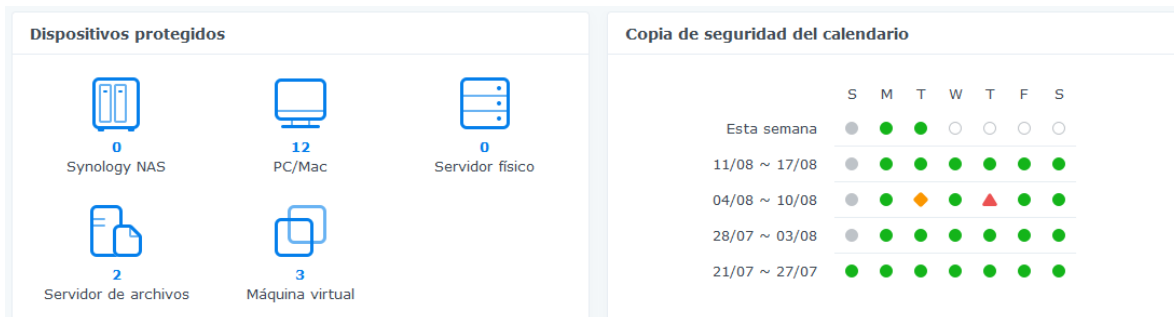 Dispositivos protegidos
0
Synology NAS
12
PC/Mac
0
Servidor físico
2
Servidor de archivos
3
Máquina virtual
Copia de seguridad del calendario
S M T W T F S
Esta semana
11/08 ~ 17/08
04/08 ~ 10/08
28/07 ~ 03/08
21/07 ~ 27/07